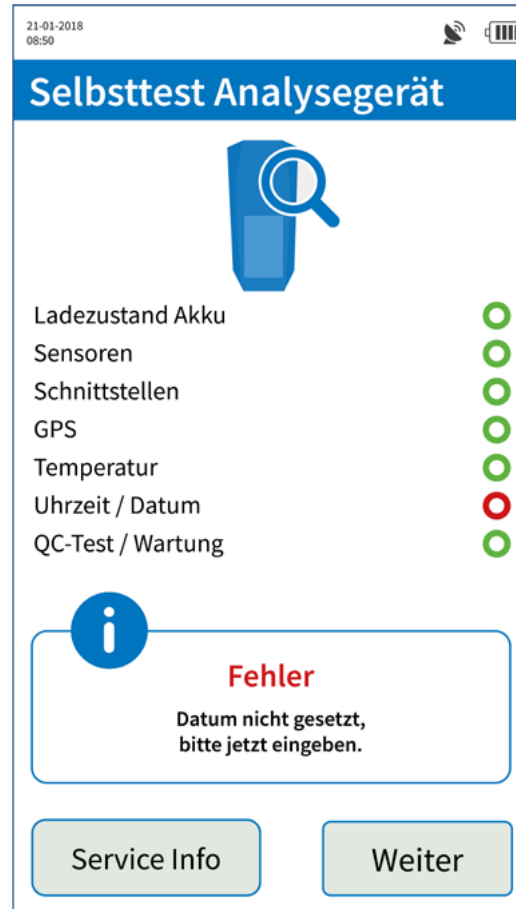 21-01-2018
08:50
Selbsttest Analysegerät
Ladezustand Akku
Sensoren
Schnittstellen
GPS
Temperatur
Uhrzeit / Datum
QC-Test / Wartung
i
Fehler
Datum nicht gesetzt,
bitte jetzt eingeben.
Service Info
Weiter